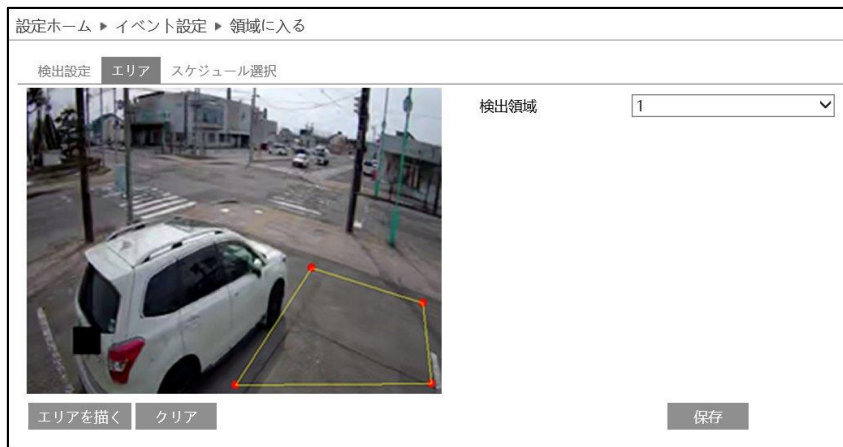 設定ホーム ▶ イベント設定 ▶ 領域に入る
検出設定 エリア スケジュール選択
検出領域 1
エリアを描く クリア 保存